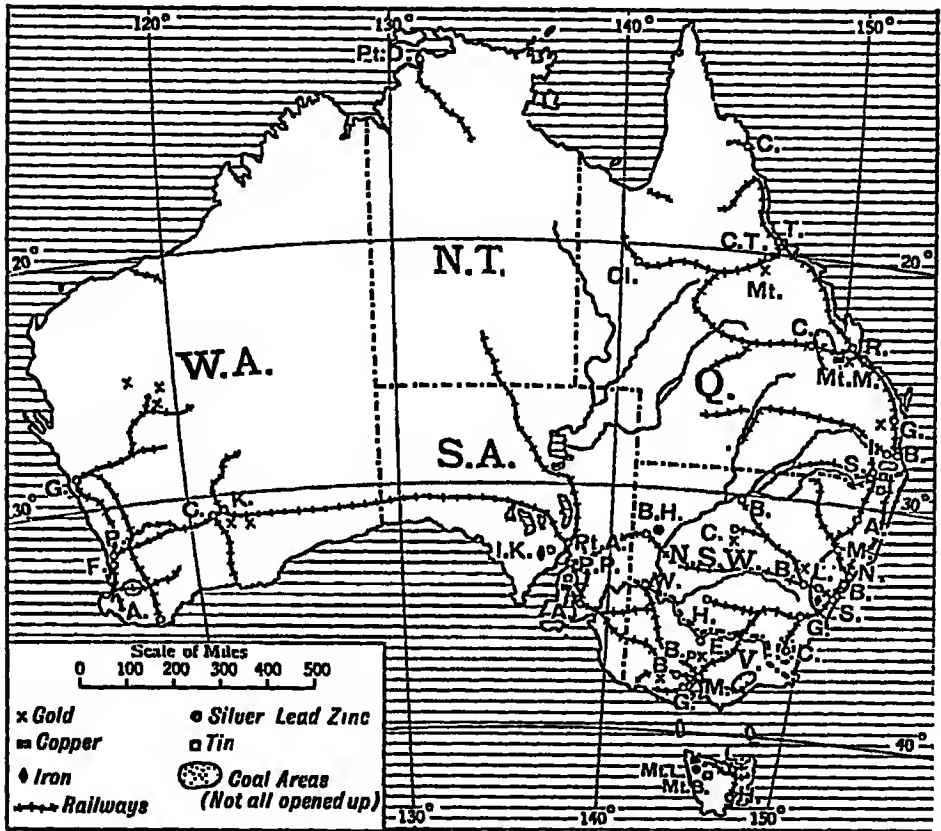 120° 130° 140° 150°
Pt.D.
C.
T.
C.T.
20° N.T. Cl. Mt. 20°
C. R.
W.A. Mt.M.
Q.
G.
S.A. B.
S.
G. C. K. 30°
30° B.H. B. A.
C. M.
P. I.K. Pt. A. N.S.W. B. L. N.
F. P.P. W. B.
A. A. H. G. S.
B. E. C.
B. V.
G. M.
Scale of Miles
0 100 200 300 400 500
Gold Silver Lead Zinc
Copper Tin 40°
Iron Coal Areas
Railways (Not all opened up)
Mt.L.
Mt.B.
130° 140° 150°